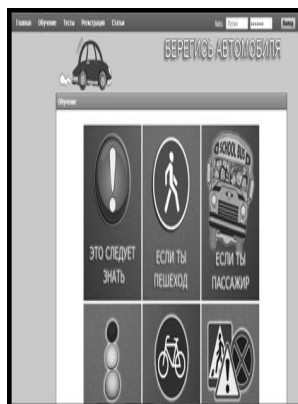 Главная Обучение Тесты Регистрация Статьи
БЕРЕГИСЬ АВТОМОБИЛЯ
Обучение
SCHOOL BUS
ЭТО СЛЕДУЕТ
ЗНАТЬ
ЕСЛИ ТЫ
ПЕШЕХОД
ЕСЛИ ТЫ
ПАССАЖИР